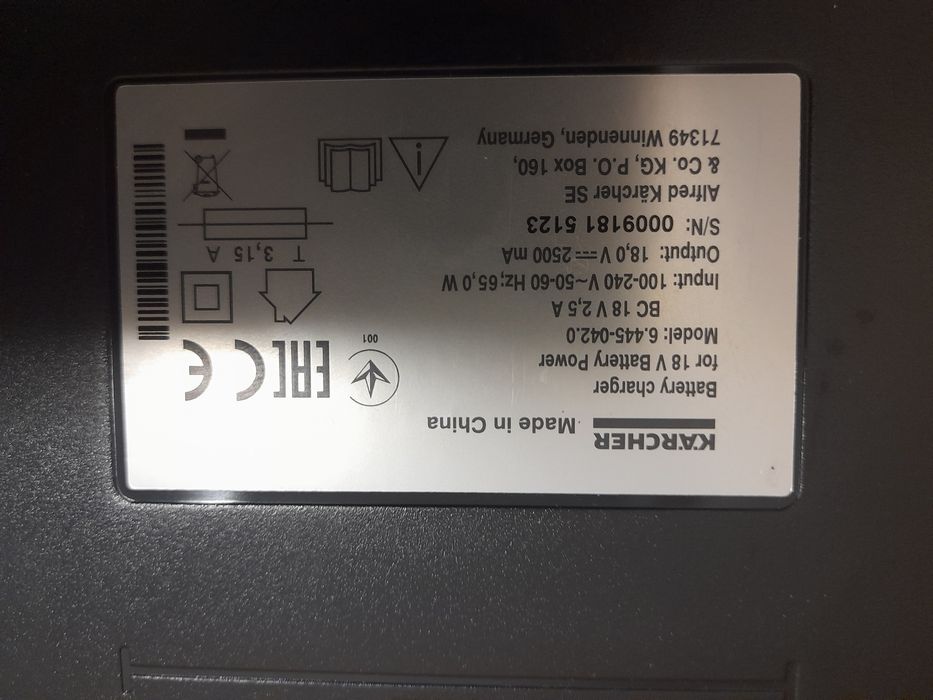 KÄRCHER Made in China
Battery charger
for 18 V Battery Power
Model: 6.445-042.0
BC 18 V 2,5 A
Input: 100-240 V~50-60 Hz; 65,0 W
Output: 18,0 V⎓ 2500 mA
S/N: 0009181 5123
Alfred Kärcher SE
& Co. KG, P.O. Box 160,
71349 Winnenden, Germany
001
EAC CE
T 3,15 A
i